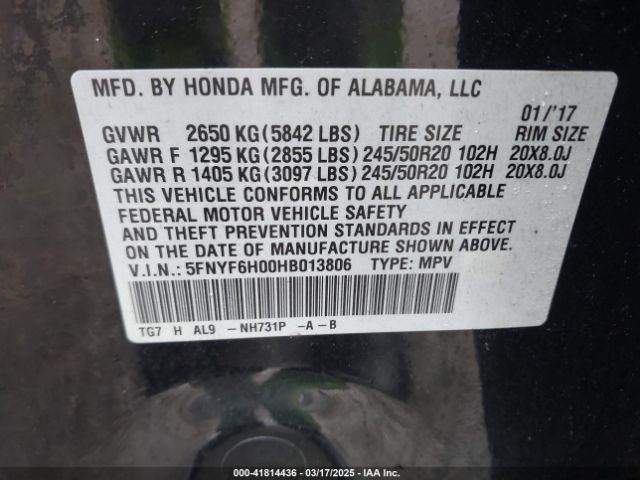 MFD. BY HONDA MFG. OF ALABAMA, LLC
01/'17
GVWR 2650 KG (5842 LBS) TIRE SIZE RIM SIZE
GAWR F 1295 KG (2855 LBS) 245/50R20 102H 20X8.0J
GAWR R 1405 KG (3097 LBS) 245/50R20 102H 20X8.0J
THIS VEHICLE CONFORMS TO ALL APPLICABLE
FEDERAL MOTOR VEHICLE SAFETY
AND THEFT PREVENTION STANDARDS IN EFFECT
ON THE DATE OF MANUFACTURE SHOWN ABOVE.
V.I.N.: 5FNYF6H00HB013806 TYPE: MPV
TG7 H AL9 -NH731P -A-B
000-41814436 - 03/17/2025 - IAA Inc.